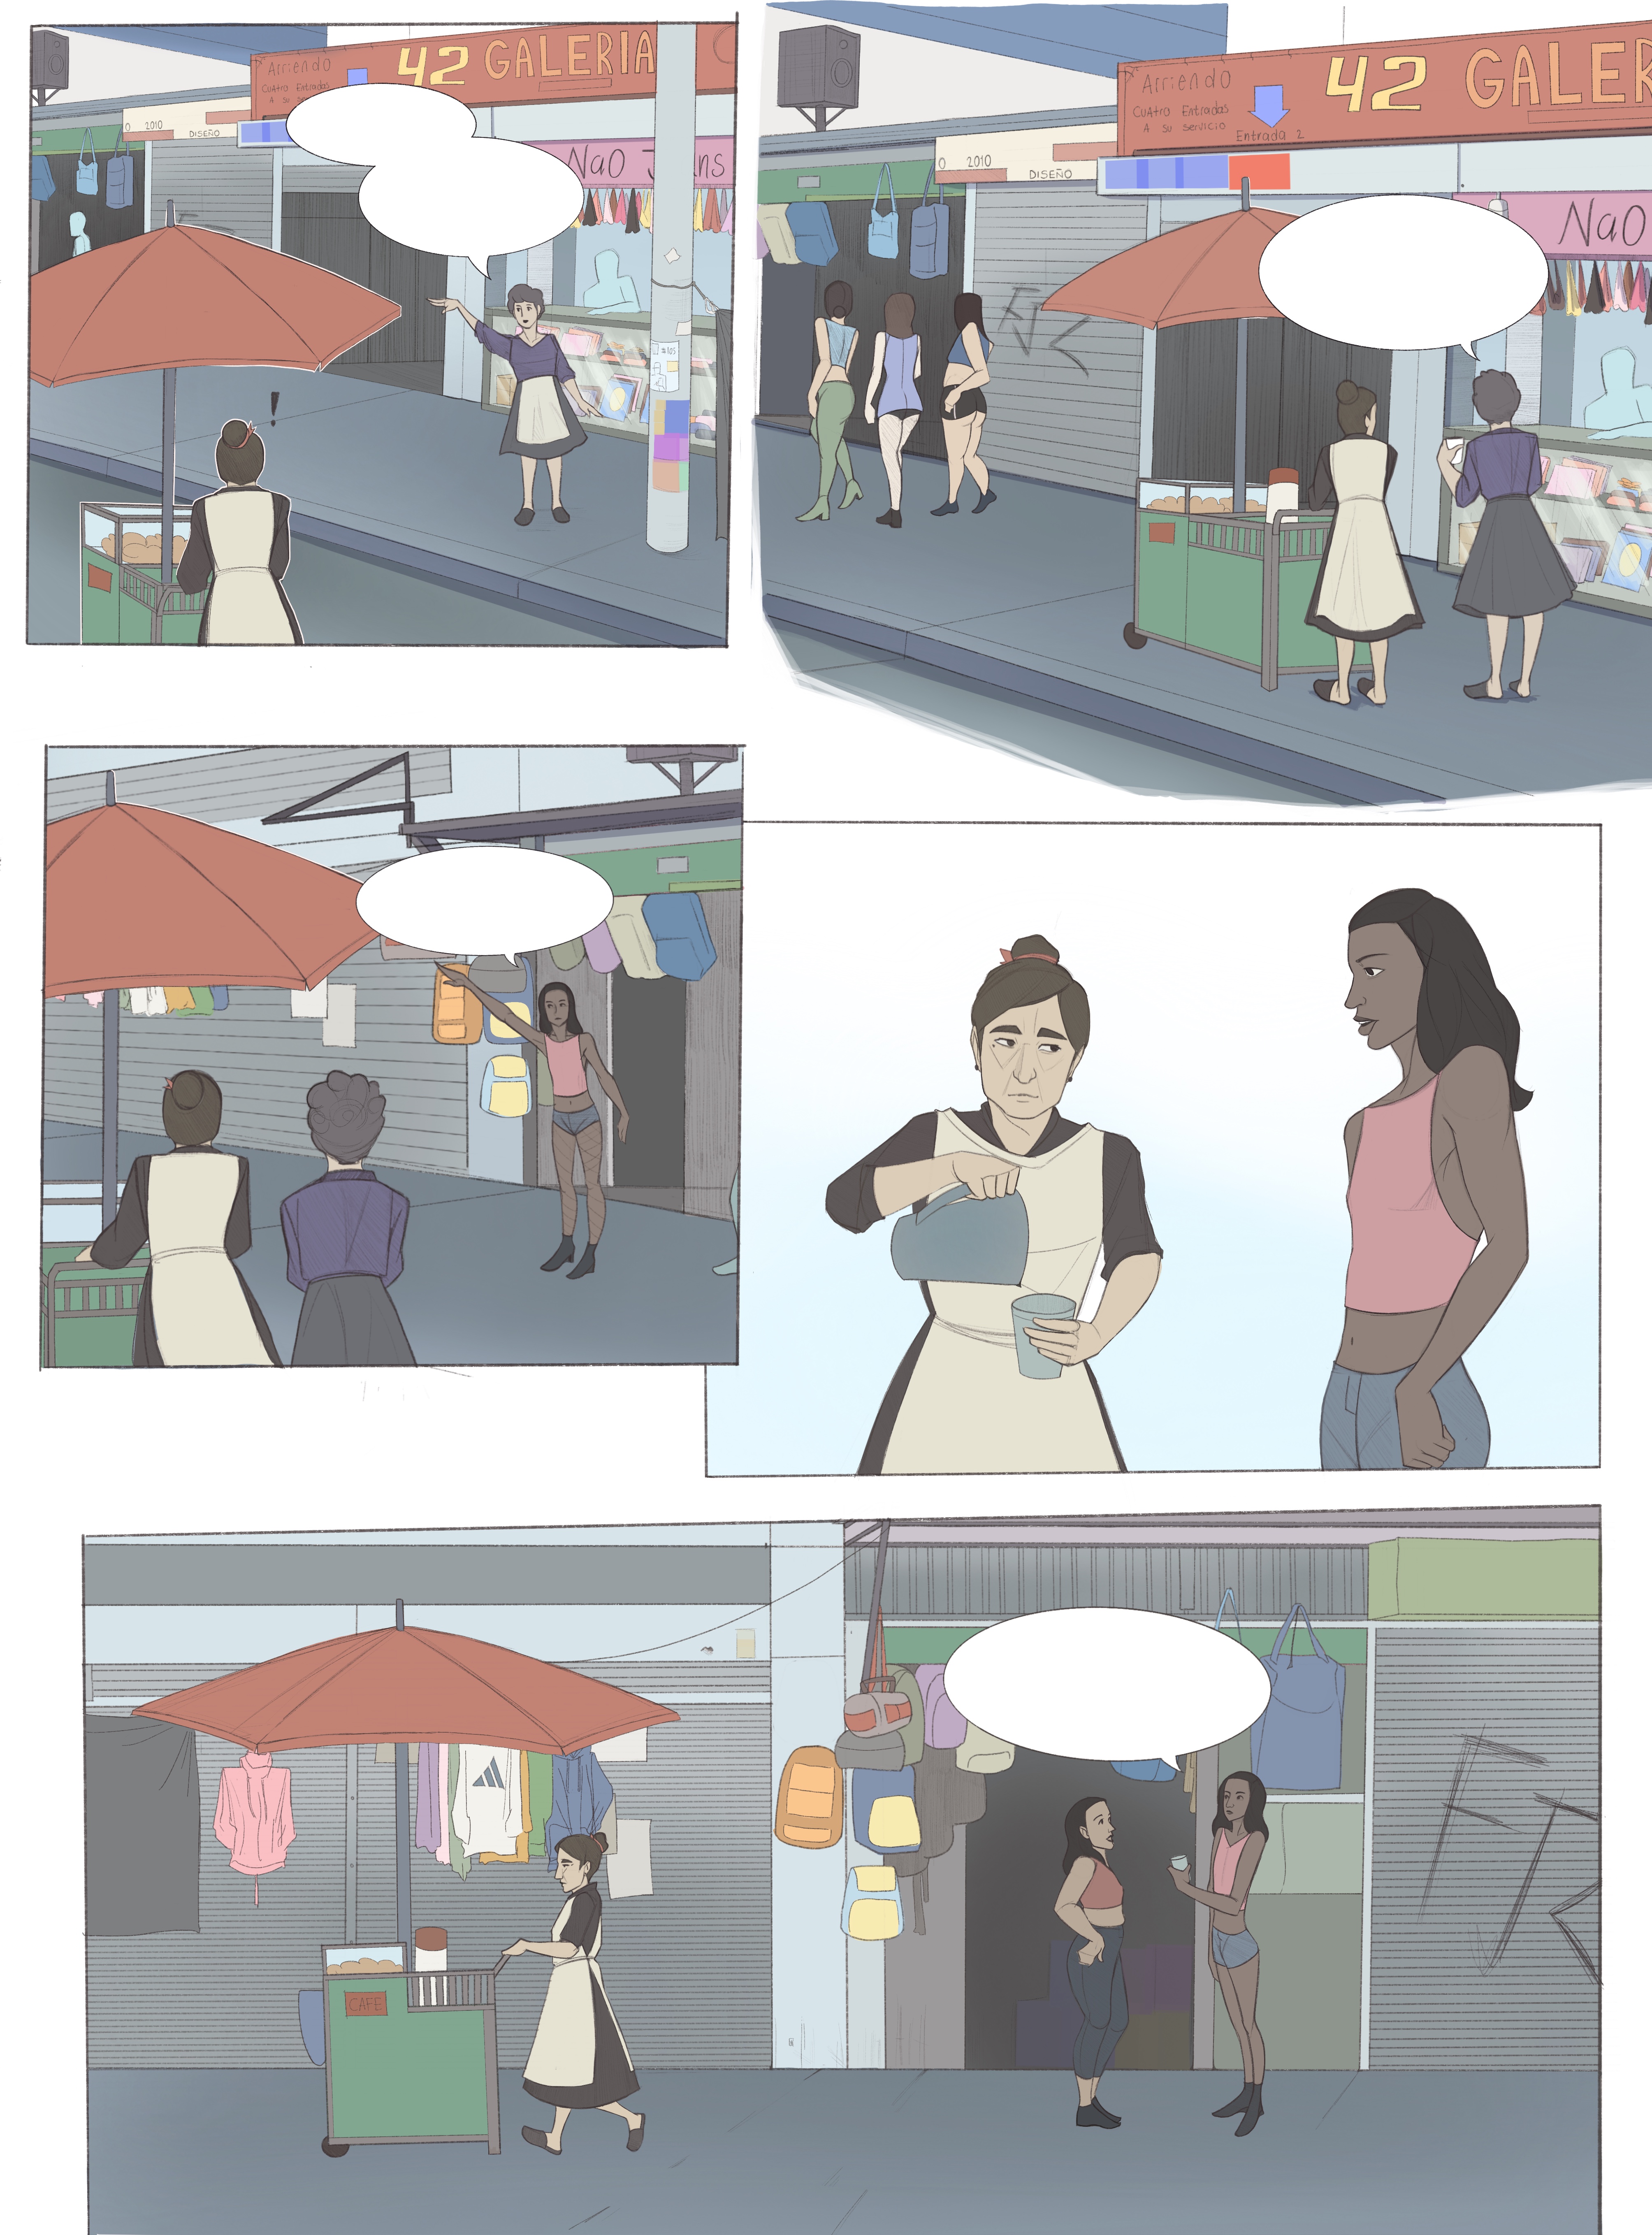 Arriendo
Cuatro Entradas
A su
42 GALERIA
O 2010
DISEÑO
NaO
Arriendo
Cuatro Entradas
A su servicio
Entrada 2
42 GALER
O 2010
DISEÑO
NaO
!
CAFE